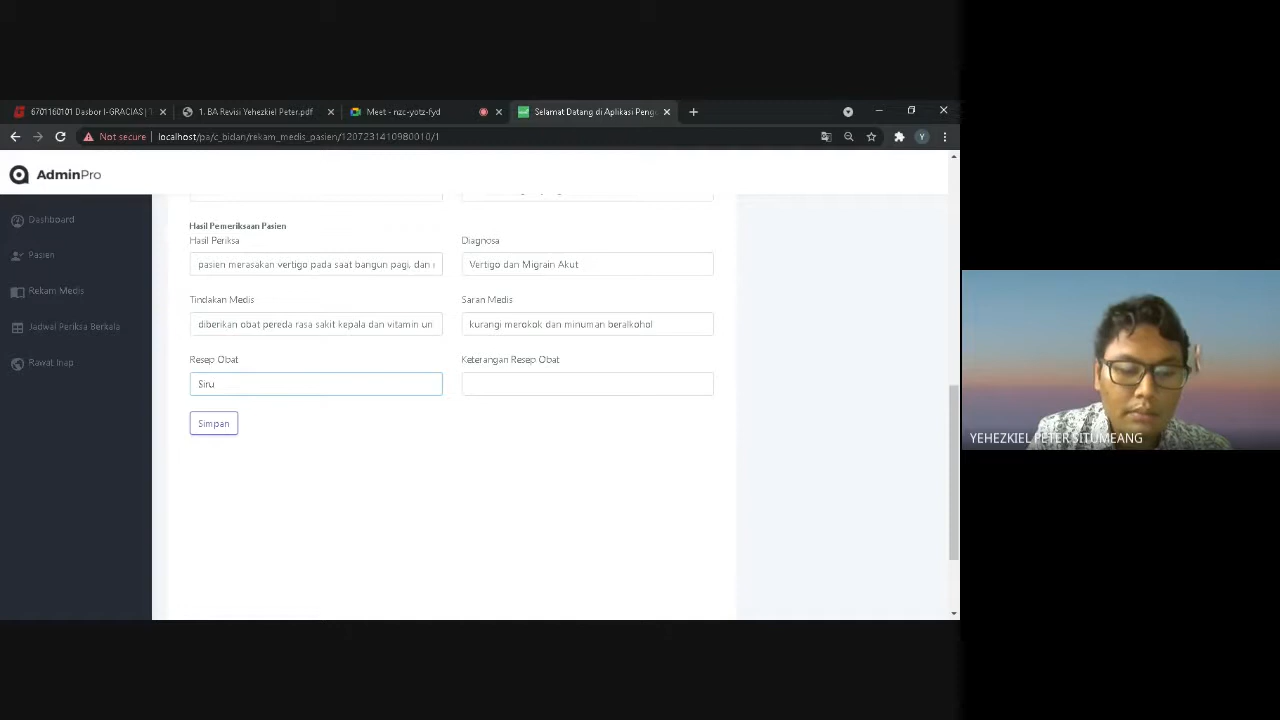 6701160101 Dasbor I-GRACIAS | T
1. BA Revisi Yehezkiel Peter.pdf
Meet - nzc-yotz-fyd
Selamat Datang di Aplikasi Peng
Not secure
localhost/pa/c_bidan/rekam_medis_pasien/1207231410980010/1
Y
AdminPro
Dashboard
Pasien
Rekam Medis
Jadwal Periksa Berkala
Rawat Inap
Hasil Pemeriksaan Pasien
Hasil Periksa
Diagnosa
pasien merasakan vertigo pada saat bangun pagi, dan
Vertigo dan Migrain Akut
Tindakan Medis
Saran Medis
diberikan obat pereda rasa sakit kepala dan vitamin un
kurangi merokok dan minuman beralkohol
Resep Obat
Keterangan Resep Obat
Siru
Simpan
YEHEZKIEL PETER SITUMEANG